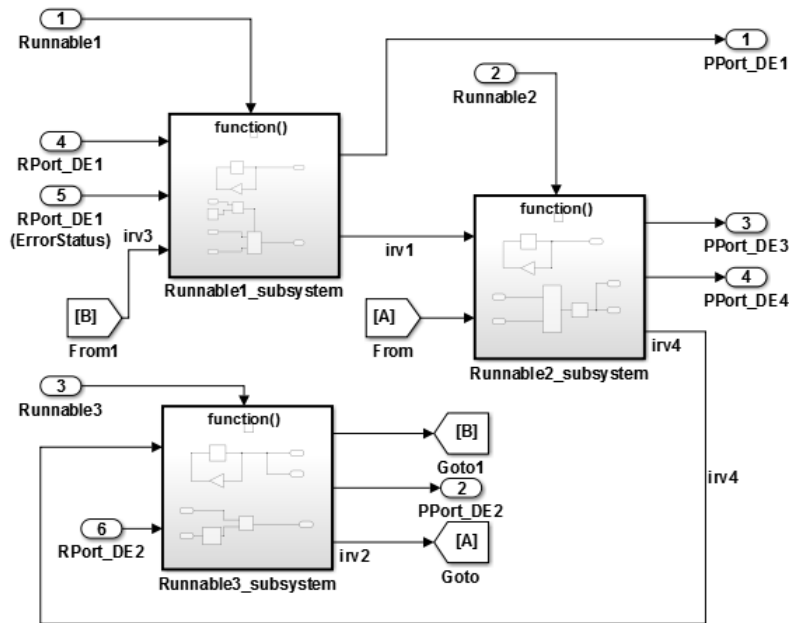 1
Runnable1
1
PPort_DE1
2
Runnable2
function()
4
RPort_DE1
5
RPort_DE1
(ErrorStatus)
irv3
irv1
function()
3
PPort_DE3
4
PPort_DE4
[B]
From1
Runnable1_subsystem
[A]
From
irv4
Runnable2_subsystem
3
Runnable3
function()
[B]
Goto1
irv4
2
PPort_DE2
6
RPort_DE2
irv2
[A]
Goto
Runnable3_subsystem